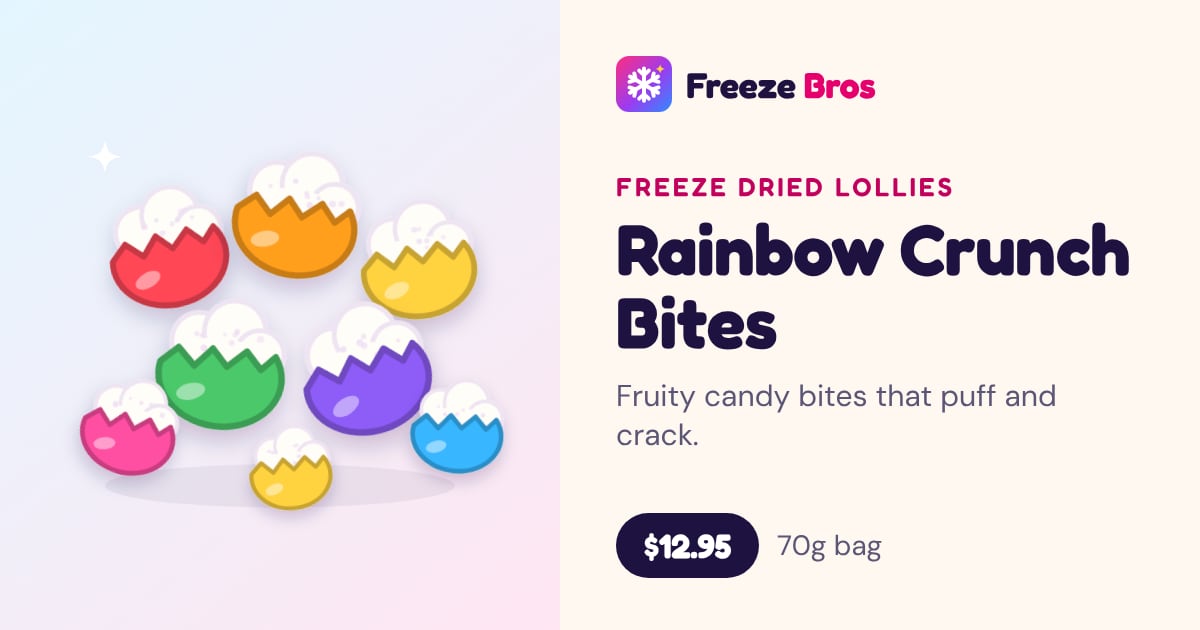 Freeze Bros
FREEZE DRIED LOLLIES
Rainbow Crunch
Bites
Fruity candy bites that puff and
crack.
$12.95 70g bag